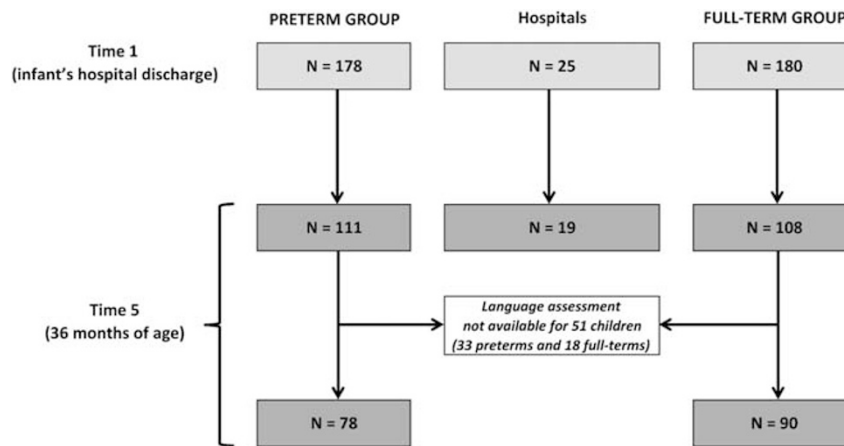 PRETERM GROUP
Hospitals
FULL-TERM GROUP
Time 1
(infant's hospital discharge)
N = 178
N = 25
N = 180
N = 111
N = 19
N = 108
Time 5
(36 months of age)
Language assessment
not available for 51 children
(33 preterms and 18 full-terms)
N = 78
N = 90